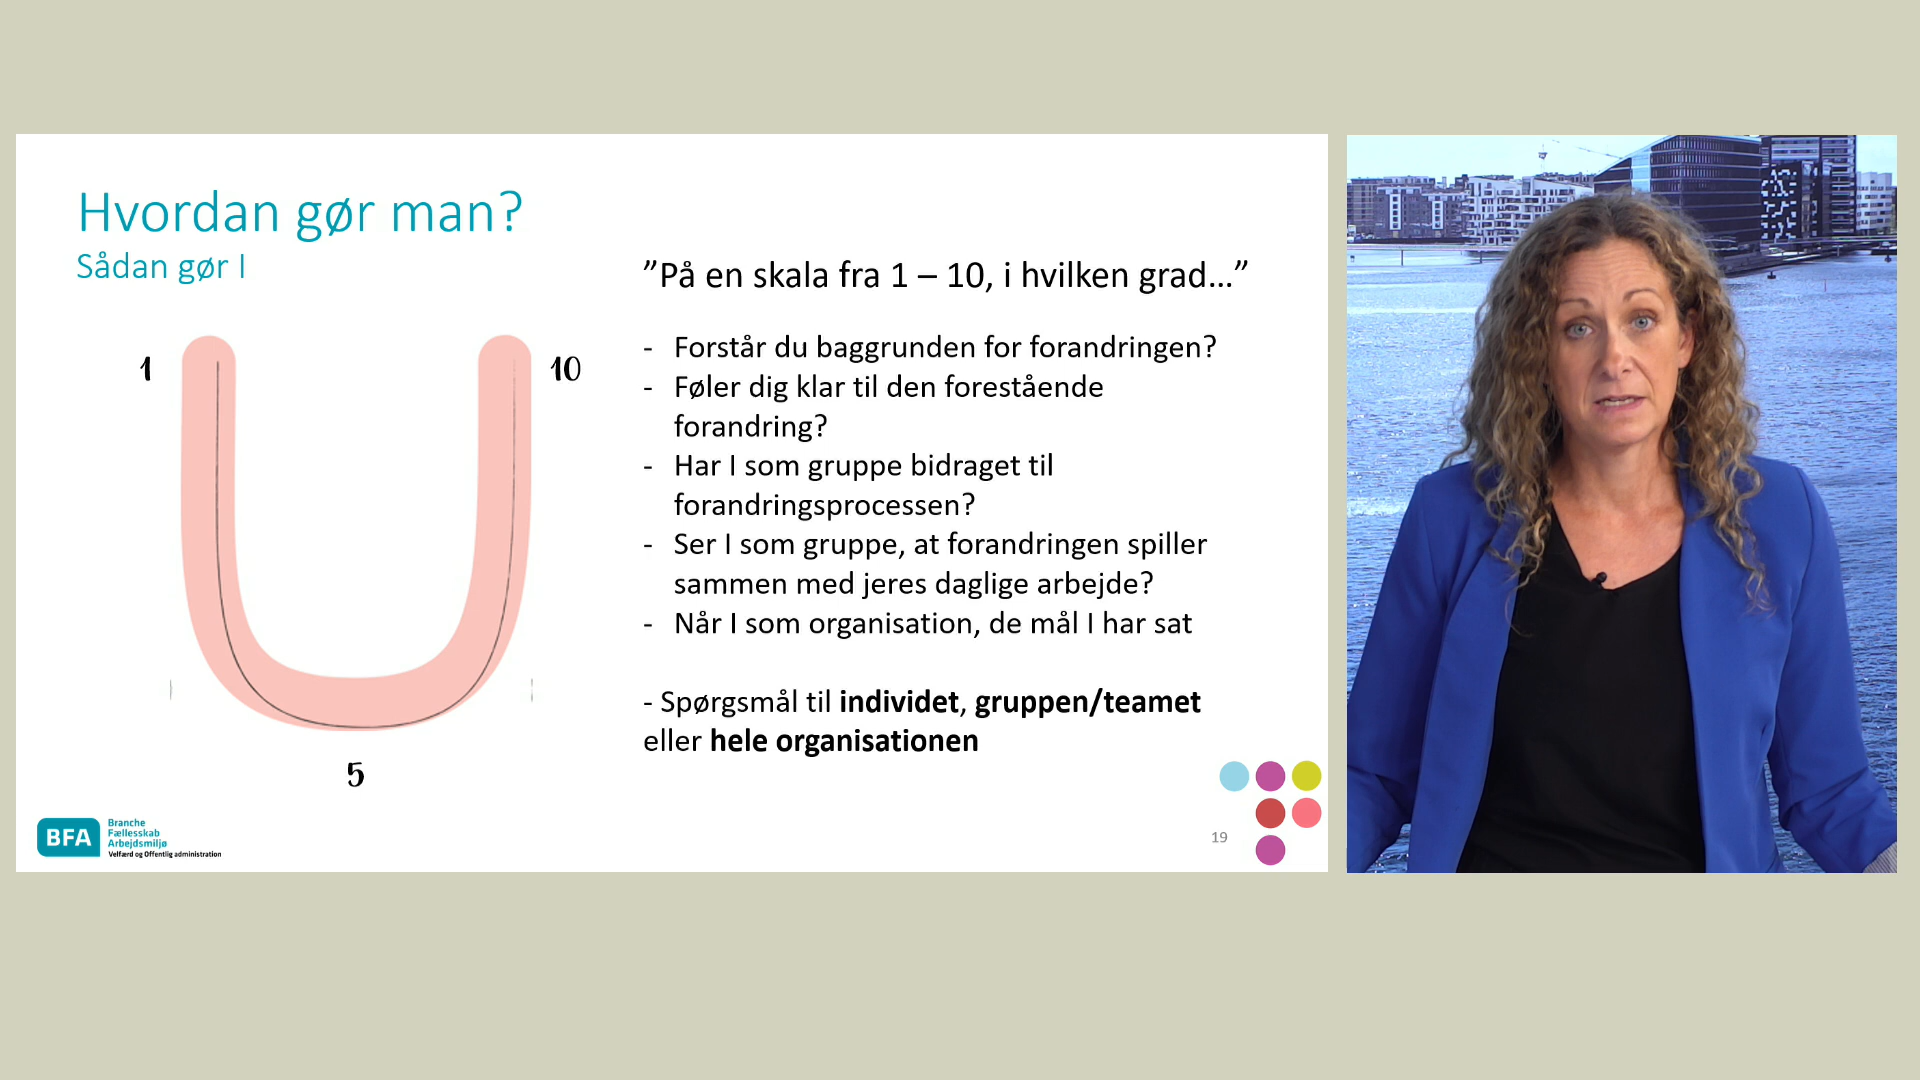 Hvordan gør man?
Sådan gør I
1
10
5
”På en skala fra 1 – 10, i hvilken grad…”
- Forstår du baggrunden for forandringen?
- Føler dig klar til den forestående
forandring?
- Har I som gruppe bidraget til
forandringsprocessen?
- Ser I som gruppe, at forandringen spiller
sammen med jeres daglige arbejde?
- Når I som organisation, de mål I har sat
- Spørgsmål til individet, gruppen/teamet
eller hele organisationen
BFA
Branche
Fællesskab
Arbejdsmiljø
Velfærd og Offentlig administration
19